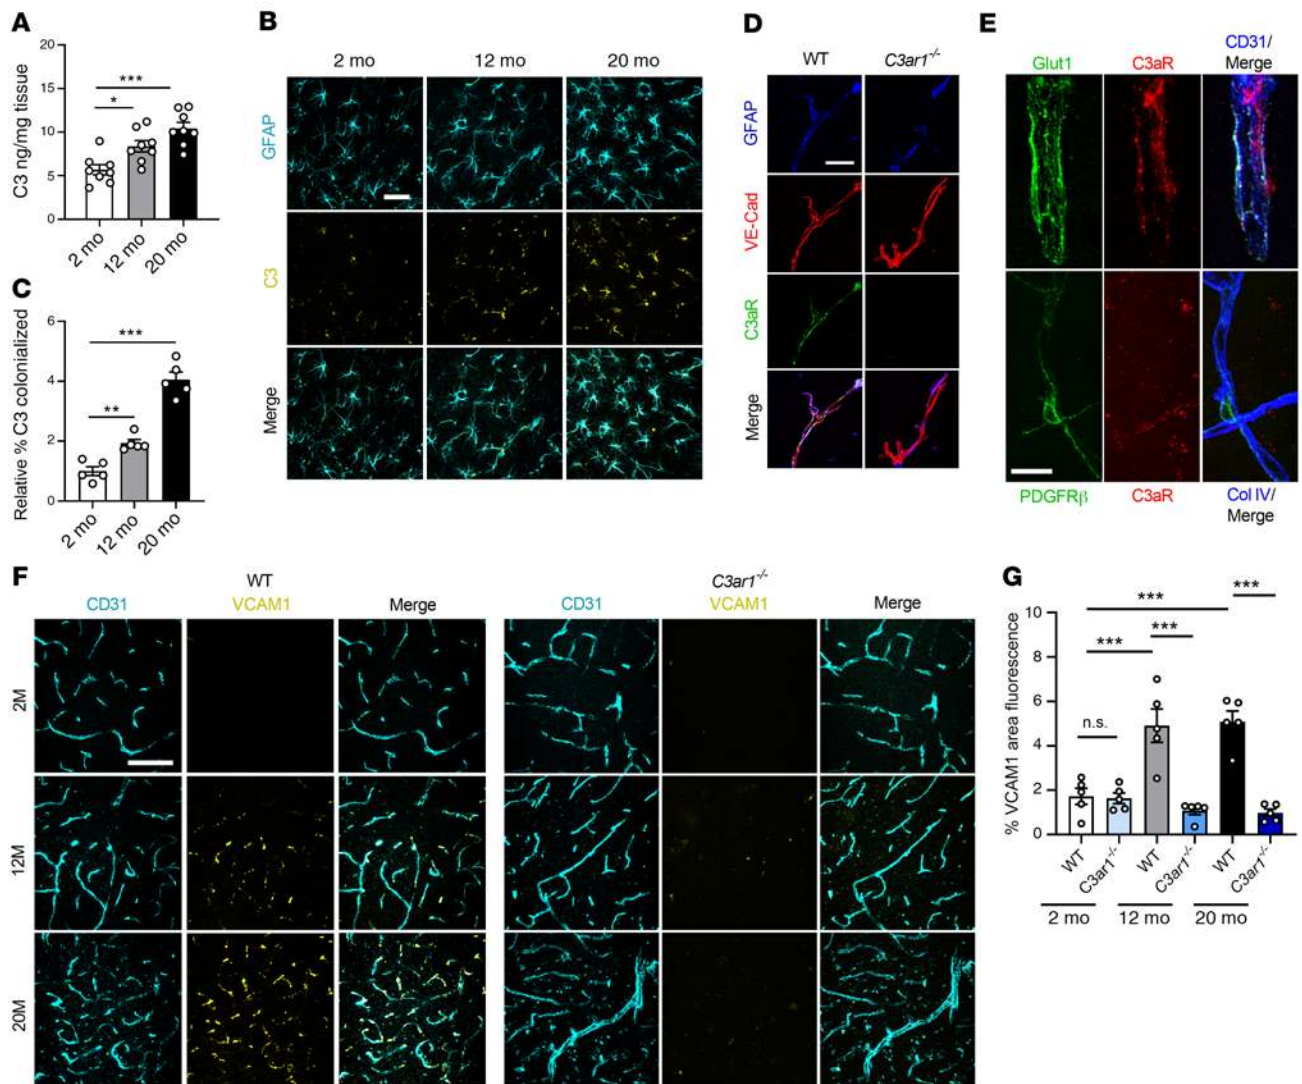 A
C3 ng/mg tissue
20
15
10
5
0
***
*
2 mo
12 mo
20 mo
B
2 mo
12 mo
20 mo
GFAP
C3
Merge
C
Relative % C3 colonialized
6
4
2
0
***
**
2 mo
12 mo
20 mo
D
WT
C3ar1-/-
GFAP
VE-Cad
C3aR
Merge
E
Glut1
C3aR
CD31/
Merge
PDGFRβ
C3aR
Col IV/
Merge
F
WT
C3ar1-/-
CD31
VCAM1
Merge
CD31
VCAM1
Merge
2M
12M
20M
G
% VCAM1 area fluorescence
10
8
6
4
2
0
***
***
***
***
n.s.
WT
C3ar1-/-
WT
C3ar1-/-
WT
C3ar1-/-
2 mo
12 mo
20 mo